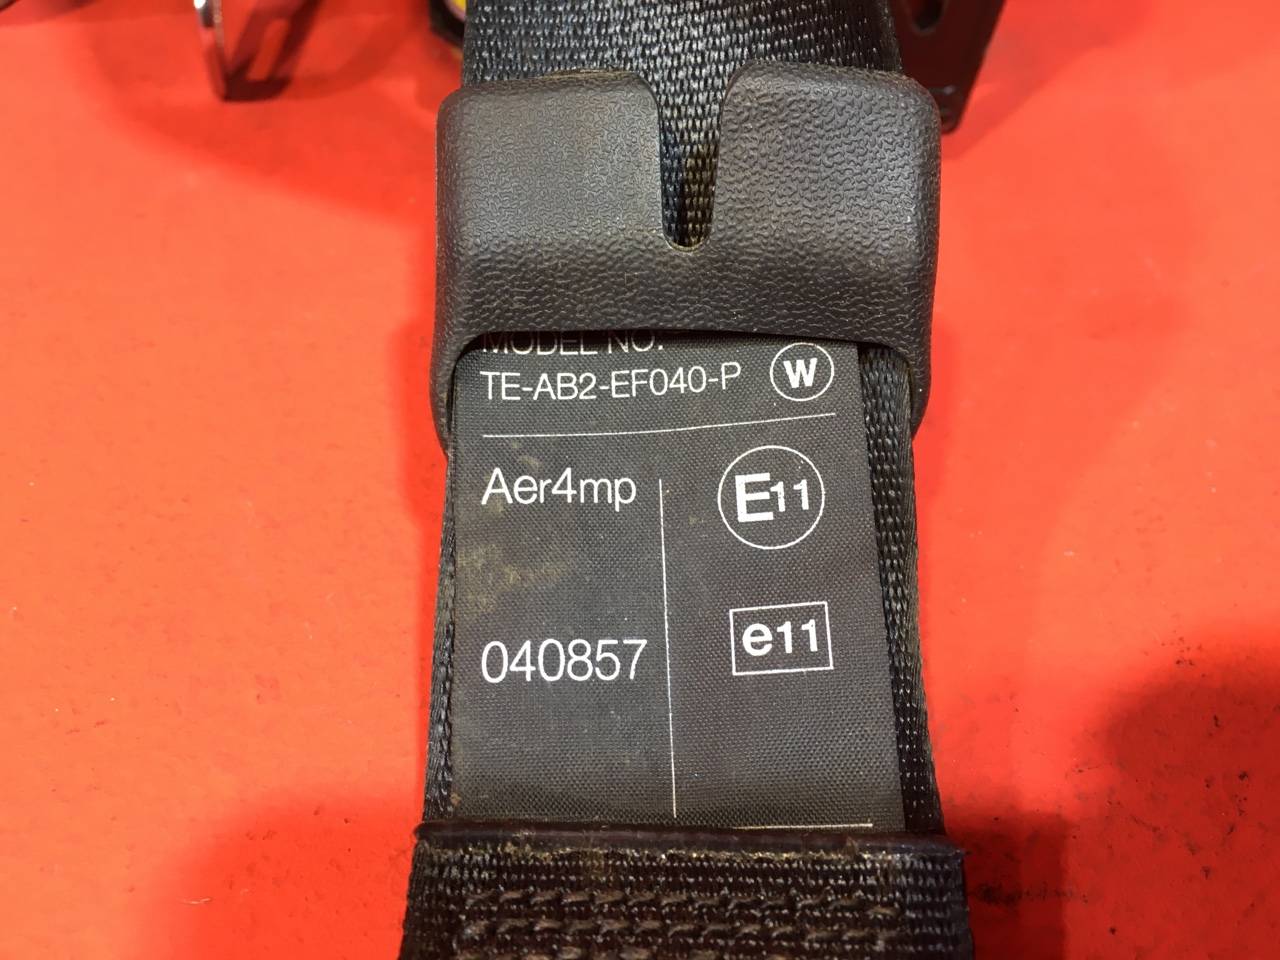 MODEL NO.
TE-AB2-EF040-P W
Aer4mp E11
040857 e11